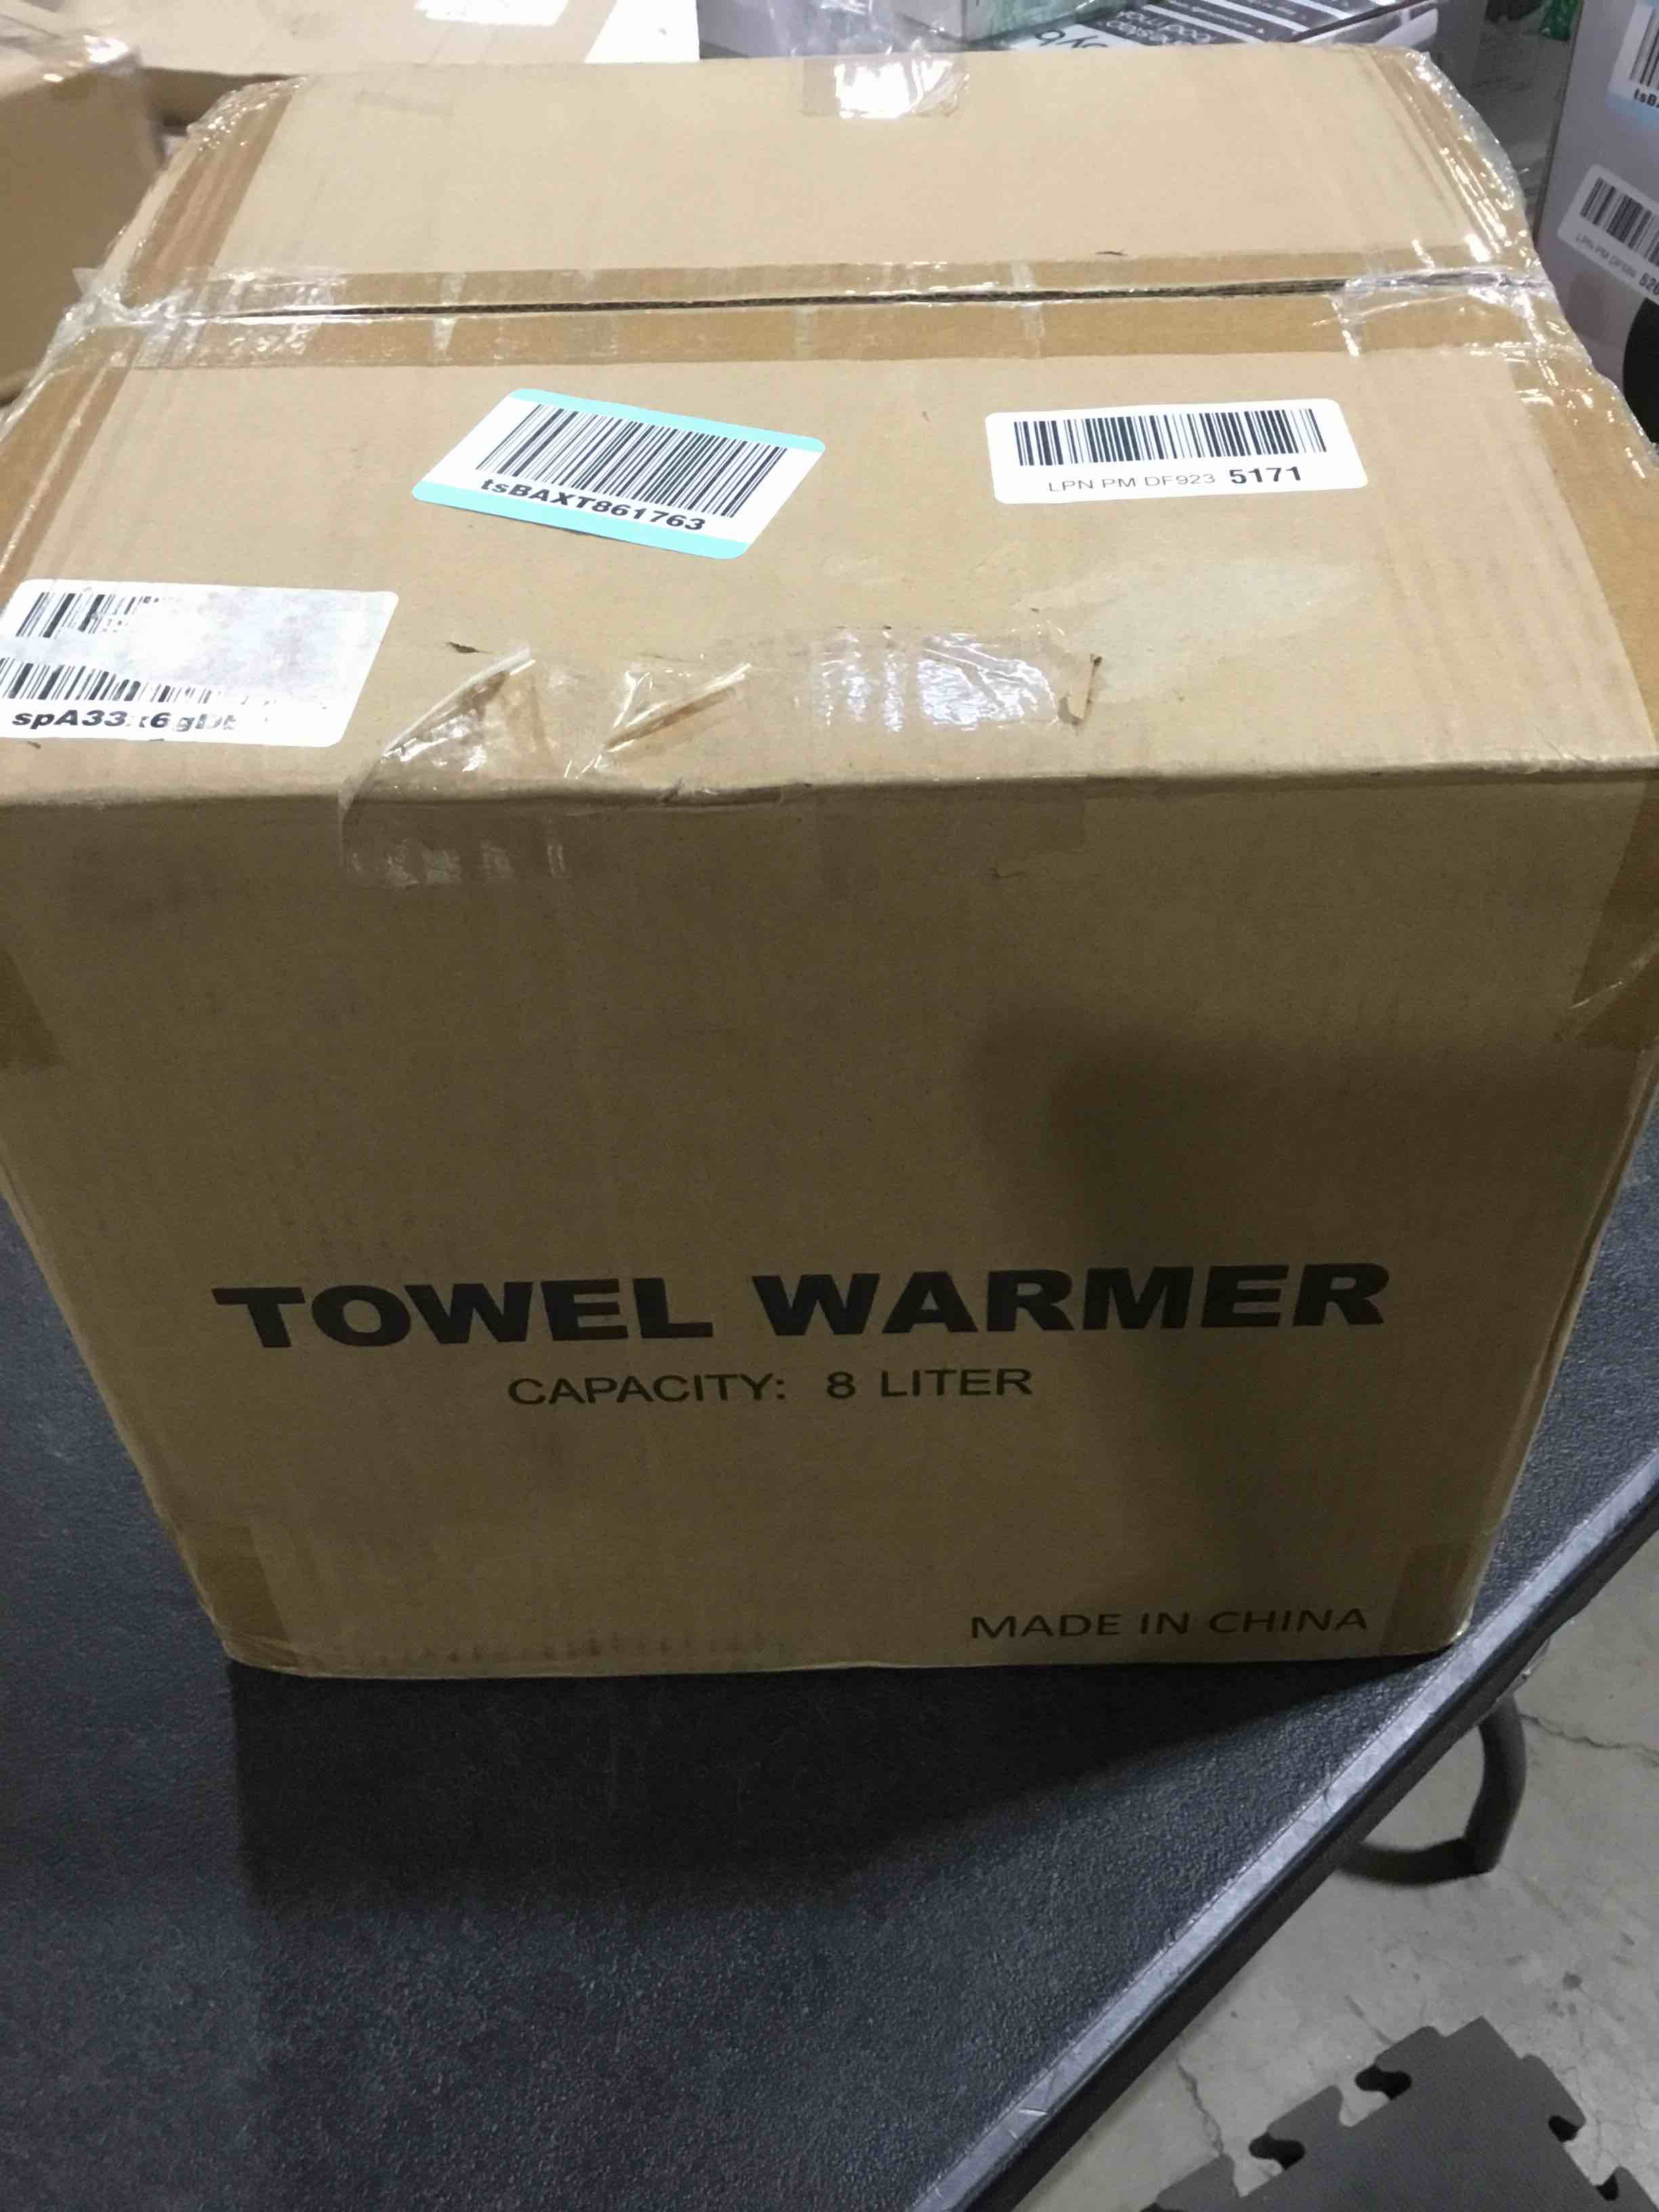 tsBAXT861763
LPN PM DF923 5171
TOWEL WARMER
CAPACITY: 8 LITER
MADE IN CHINA